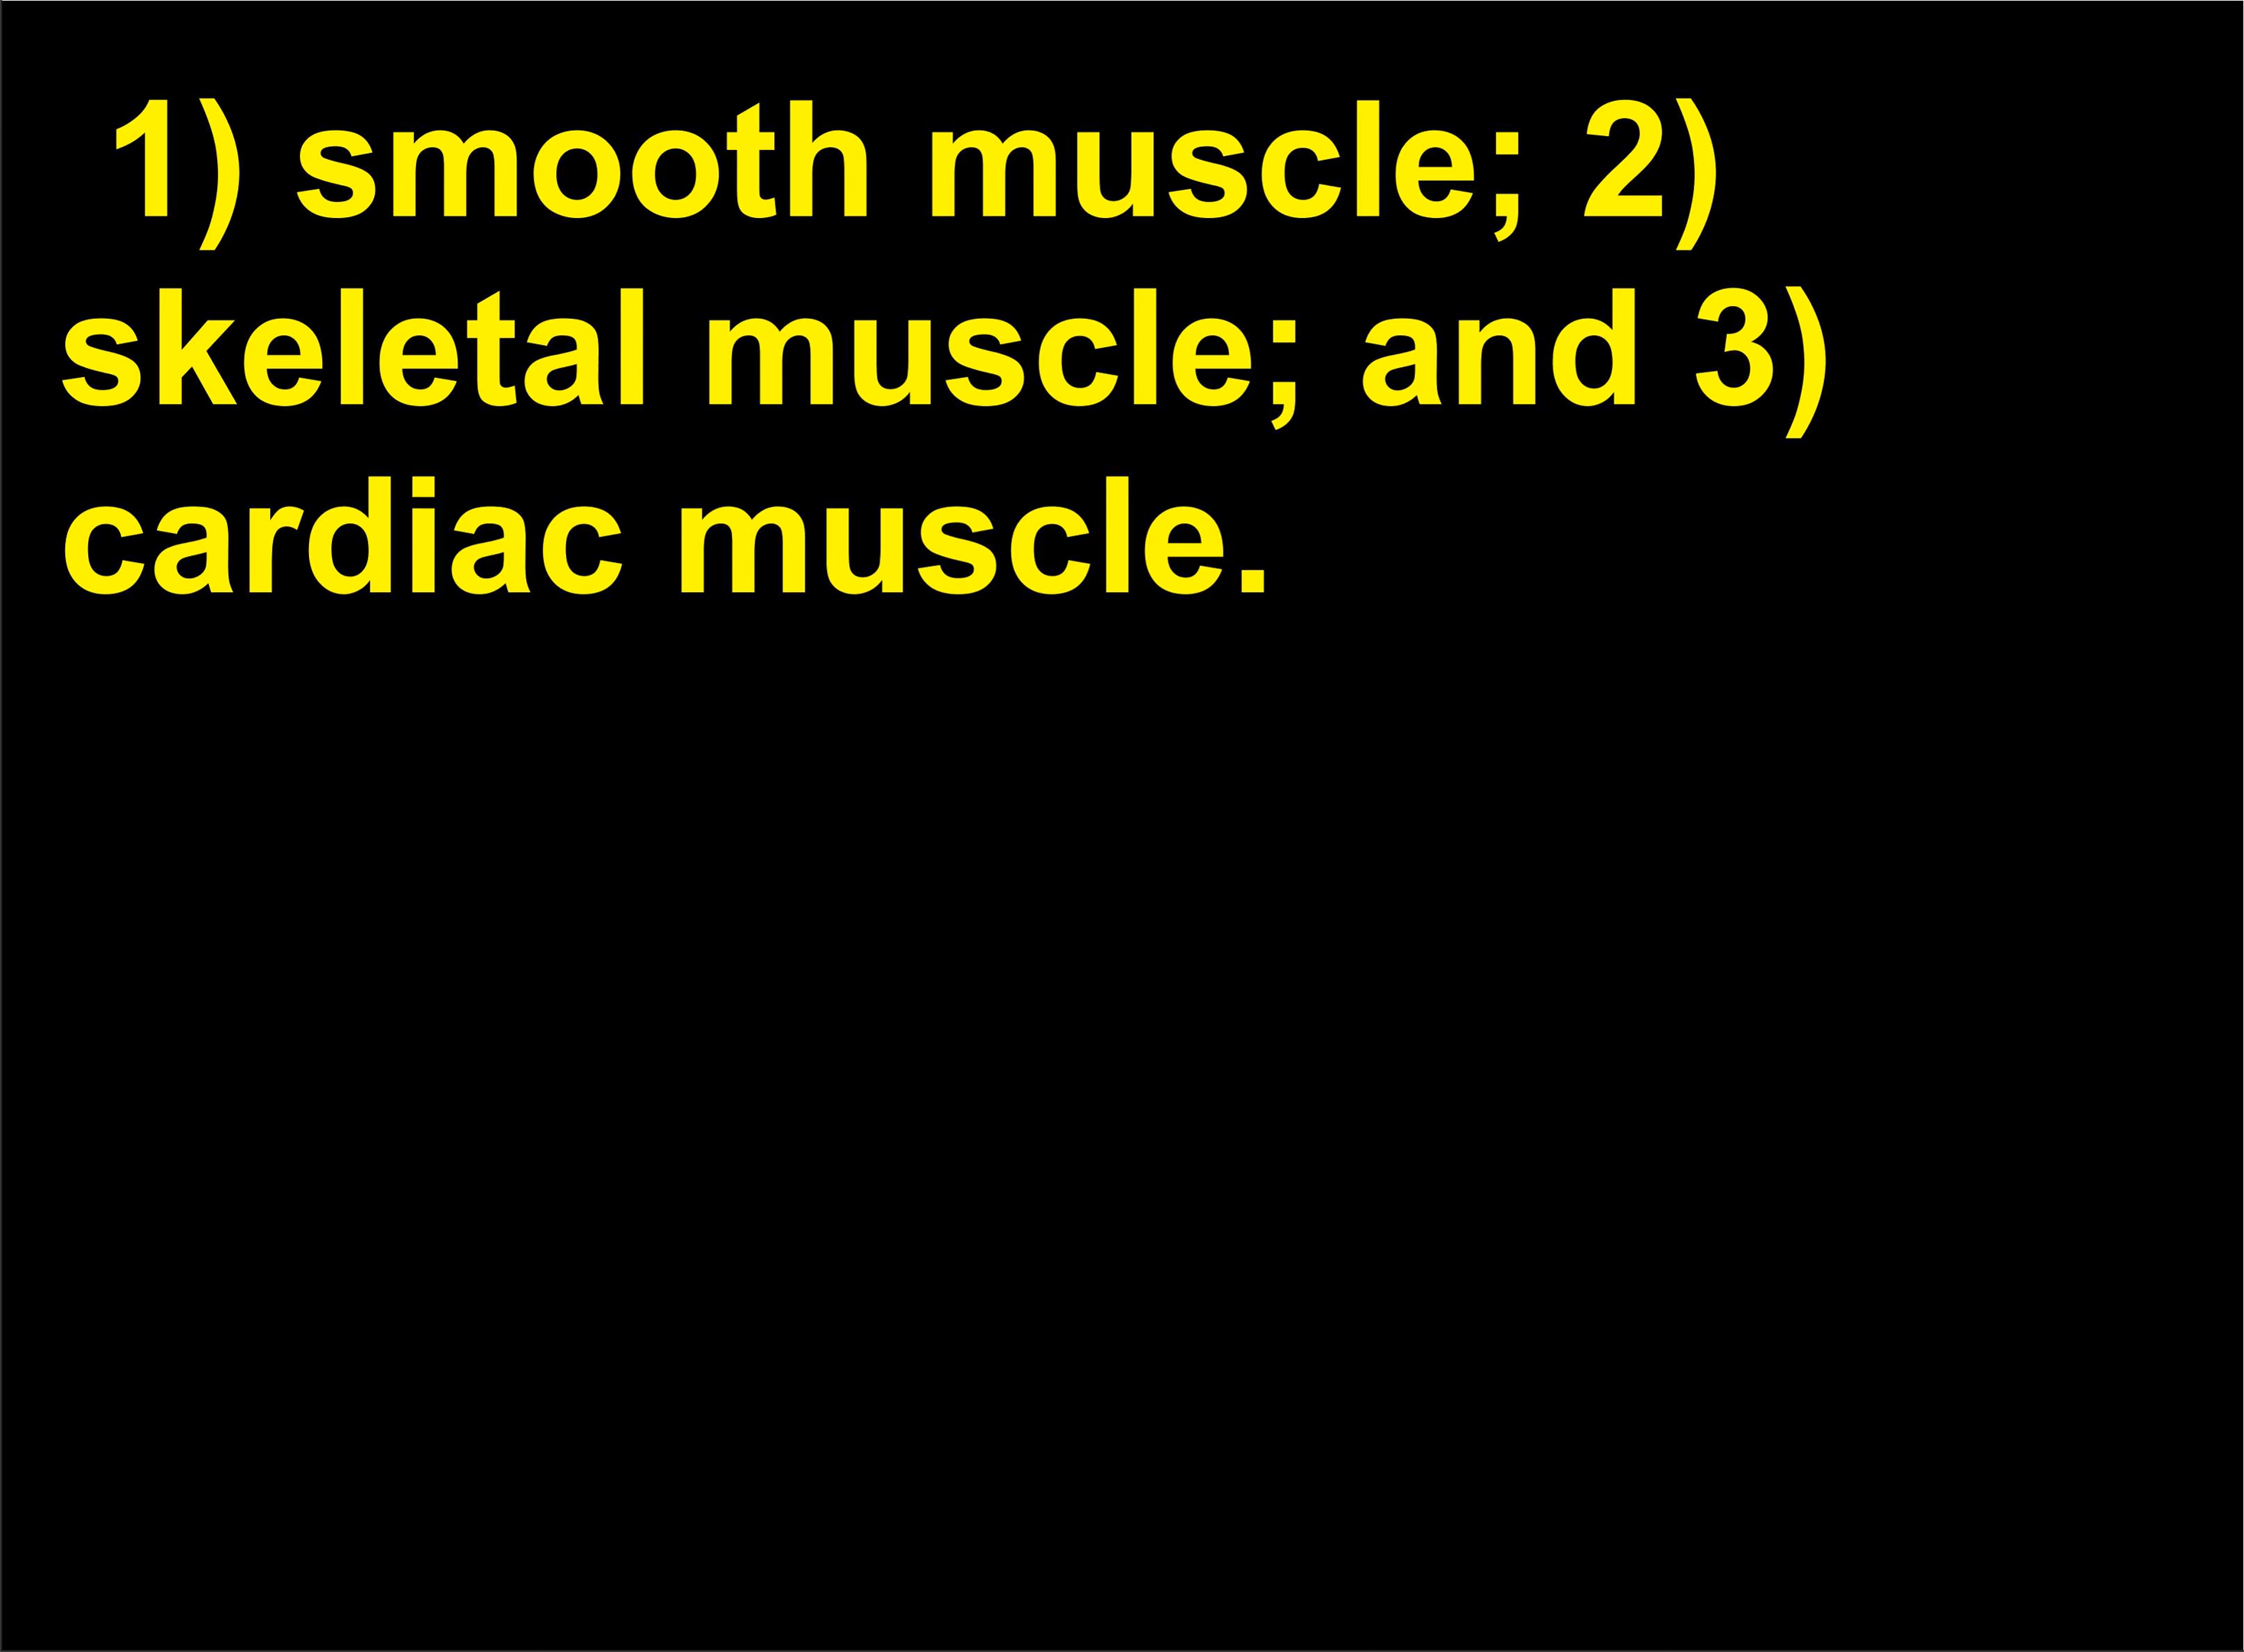 1) smooth muscle; 2)
skeletal muscle; and 3)
cardiac muscle.